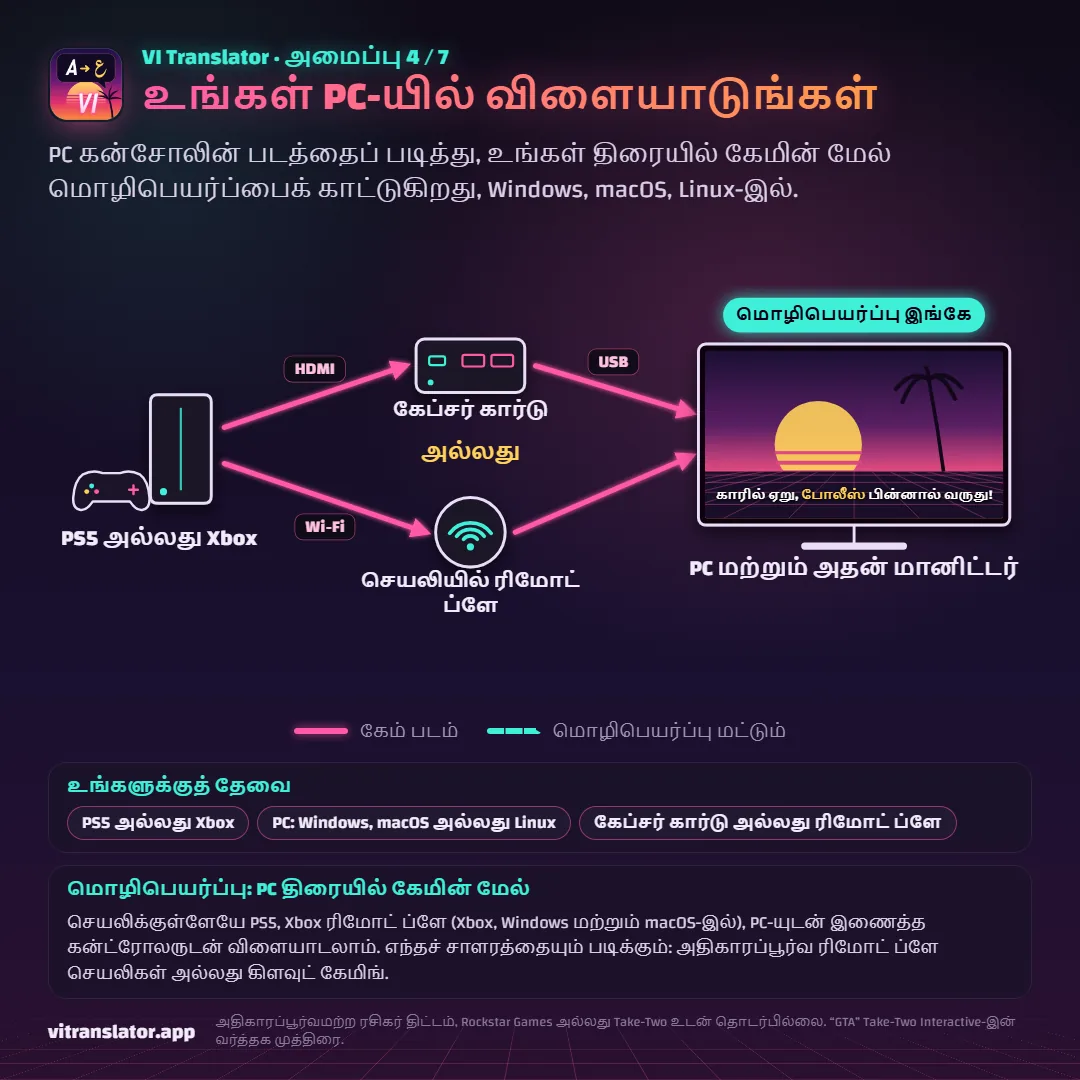 A→ع
VI
VI Translator · அமைப்பு 4 / 7
உங்கள் PC-யில் விளையாடுங்கள்
PC கன்சோலின் படத்தைப் படித்து, உங்கள் திரையில் கேமின் மேல்
மொழிபெயர்ப்பைக் காட்டுகிறது, Windows, macOS, Linux-இல்.
மொழிபெயர்ப்பு இங்கே
HDMI
USB
கேப்சர் கார்டு
அல்லது
காரில் ஏறு, போலீஸ் பின்னால் வருது!
Wi-Fi
PS5 அல்லது Xbox
PC மற்றும் அதன் மானிட்டர்
செயலியில் ரிமோட்
ப்ளே
கேம் படம்
மொழிபெயர்ப்பு மட்டும்
உங்களுக்குத் தேவை
PS5 அல்லது Xbox
PC: Windows, macOS அல்லது Linux
கேப்சர் கார்டு அல்லது ரிமோட் ப்ளே
மொழிபெயர்ப்பு: PC திரையில் கேமின் மேல்
செயலிக்குள்ளேயே PS5, Xbox ரிமோட் ப்ளே (Xbox, Windows மற்றும் macOS-இல்), PC-யுடன் இணைத்த
கன்ட்ரோலருடன் விளையாடலாம். எந்தச் சாளரத்தையும் படிக்கும்: அதிகாரப்பூர்வ ரிமோட் ப்ளே
செயலிகள் அல்லது கிளவுட் கேமிங்.
vitranslator.app
அதிகாரப்பூர்வமற்ற ரசிகர் திட்டம், Rockstar Games அல்லது Take-Two உடன் தொடர்பில்லை. “GTA” Take-Two Interactive-இன்
வர்த்தக முத்திரை.